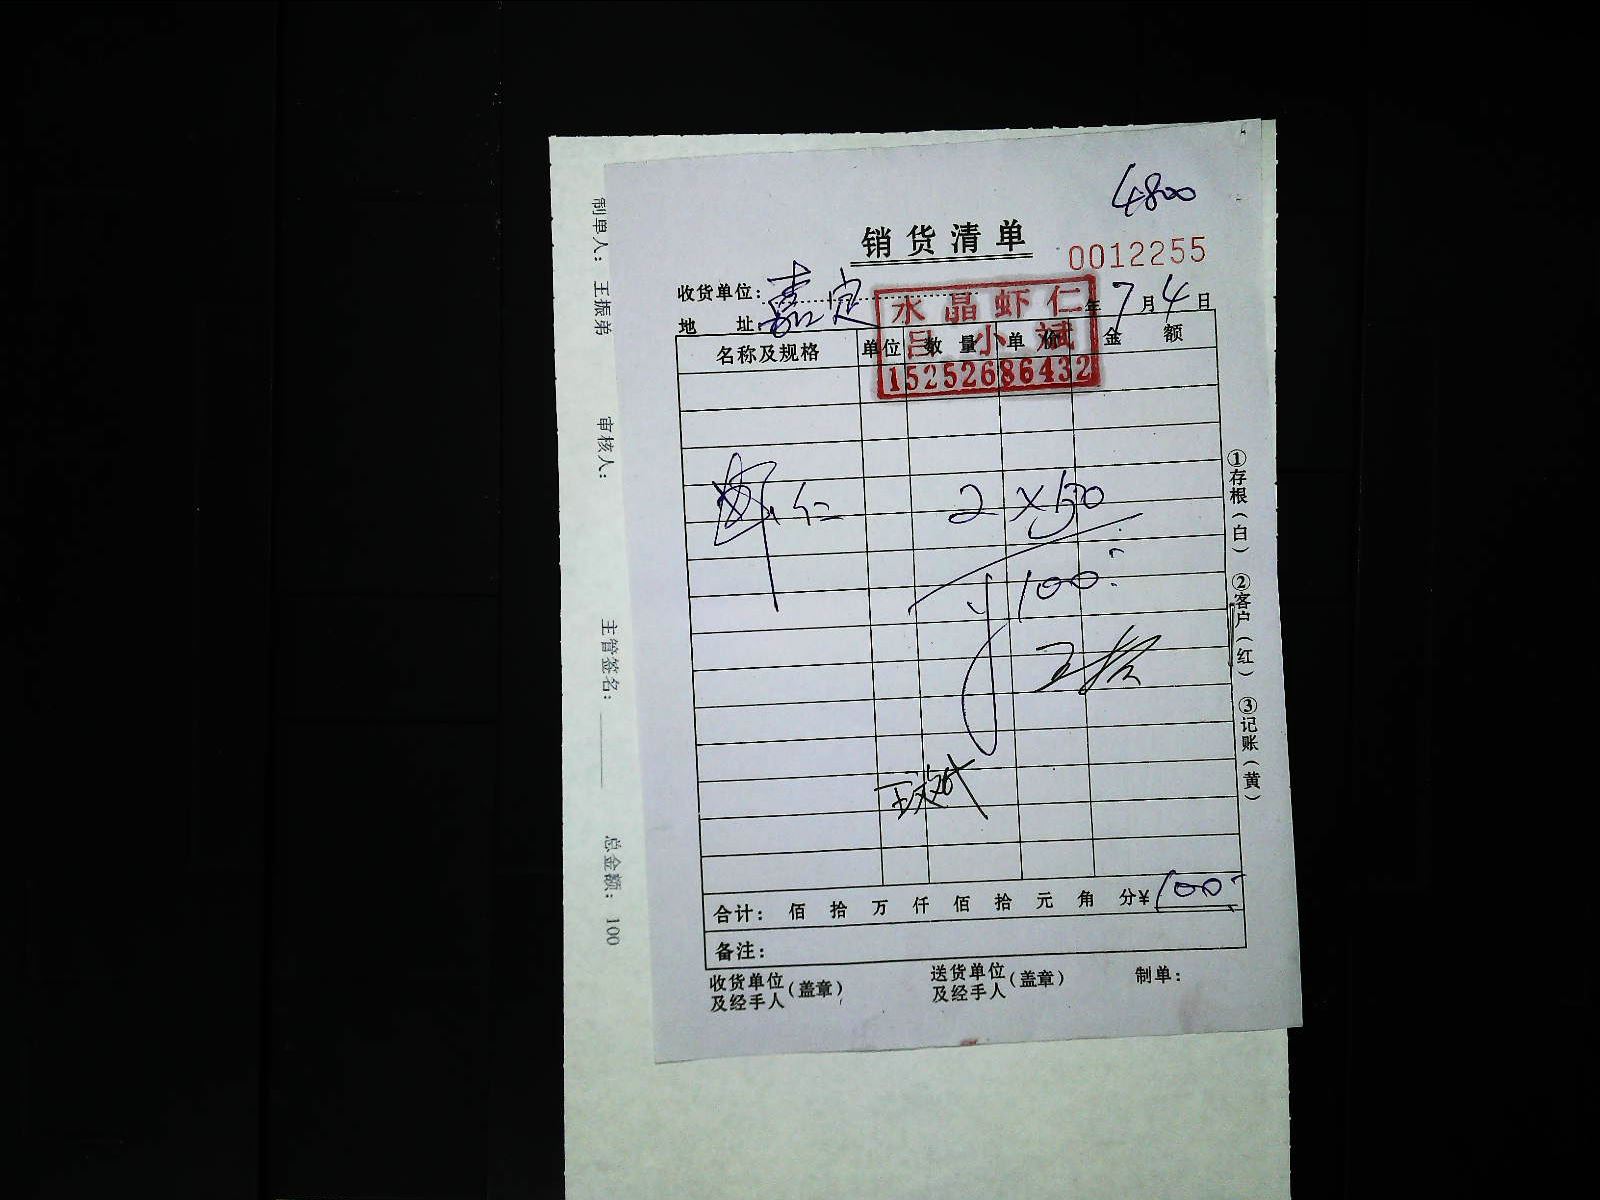 4800
销货清单
0012255
收货单位：嘉定 年7月4日
地 址：
水晶虾仁
吕小斌
15252686432
名称及规格 单位 数量 单价 金额
虾仁 2×50
¥100
合计： 佰 拾 万 仟 佰 拾 元 角 分¥ 100
备注：
收货单位及经手人（盖章） 送货单位及经手人（盖章） 制单：
①存根（白） ②客户（红） ③记账（黄）
制单人：王振弟 审核人： 主管签名： 总金额：100